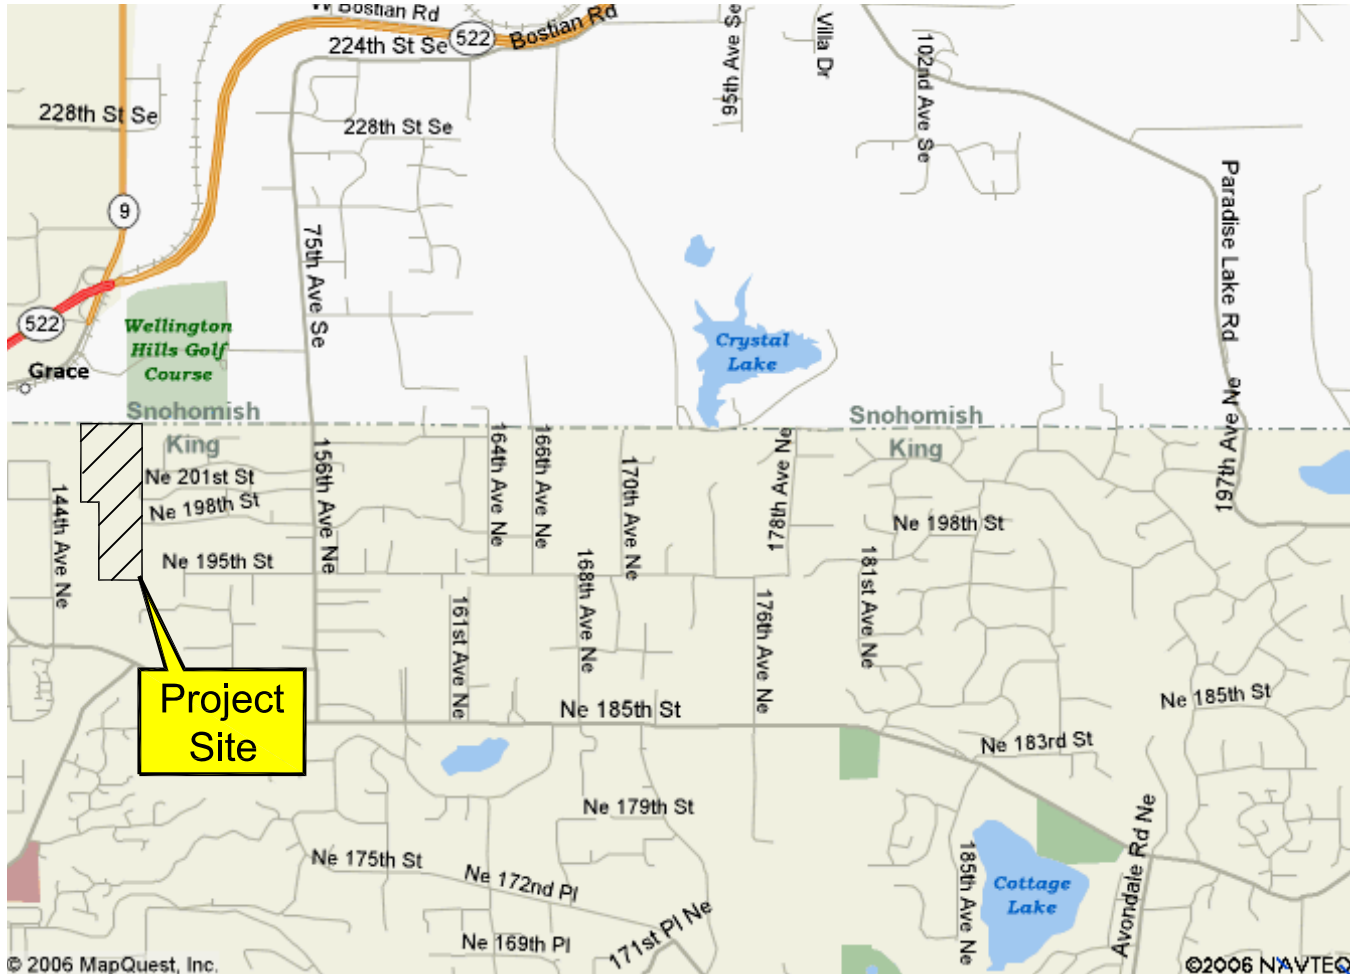 W Bostian Rd
Bostian Rd
522
224th St Se
95th Ave Se
Villa Dr
102nd Ave Se
228th St Se
228th St Se
9
75th Ave Se
Paradise Lake Rd
522
Wellington
Hills Golf
Course
Grace
Crystal
Lake
Snohomish
King
Snohomish
King
197th Ave Ne
144th Ave Ne
Ne 201st St
Ne 198th St
Ne 195th St
156th Ave Ne
164th Ave Ne
166th Ave Ne
170th Ave Ne
178th Ave Ne
Ne 198th St
181st Ave Ne
161st Ave Ne
168th Ave Ne
176th Ave Ne
Project
Site
Ne 185th St
Ne 185th St
Ne 183rd St
Ne 179th St
Ne 175th St
Ne 172nd Pl
Ne 169th Pl
171st Pl Ne
185th Ave Ne
Cottage
Lake
Avondale Rd Ne
© 2006 MapQuest, Inc.
©2006 NAVTEQ